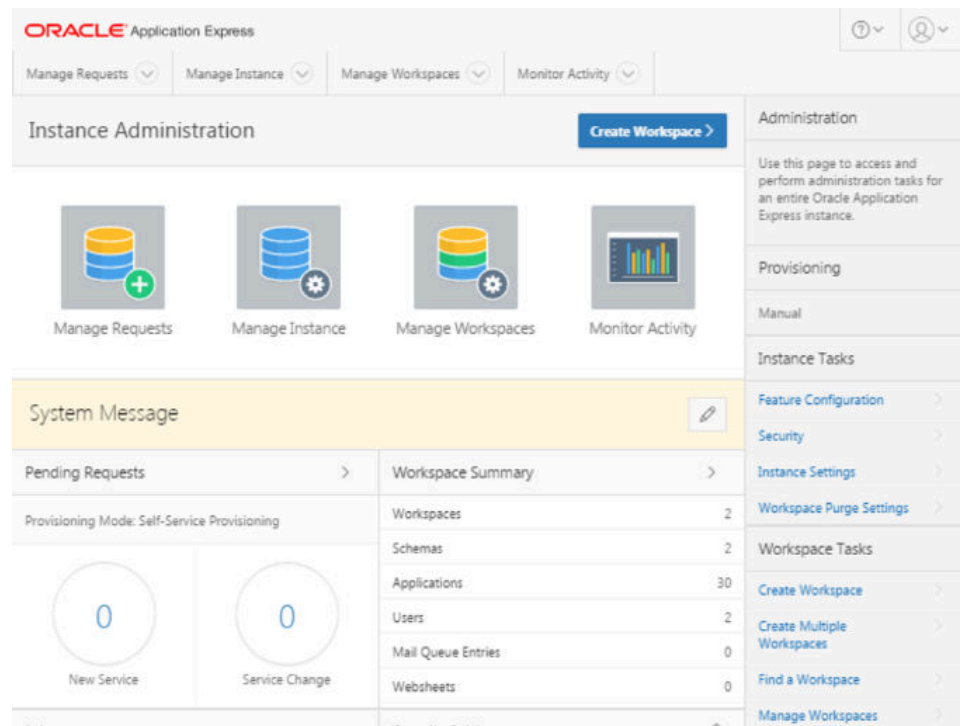 ORACLE Application Express
Manage Requests
Manage Instance
Manage Workspaces
Monitor Activity
Instance Administration
Create Workspace >
Manage Requests
Manage Instance
Manage Workspaces
Monitor Activity
System Message
Pending Requests
Provisioning Mode: Self-Service Provisioning
0
New Service
0
Service Change
Workspace Summary
Workspaces 2
Schemas 2
Applications 30
Users 2
Mail Queue Entries 0
Websheets 0
Administration
Use this page to access and
perform administration tasks for
an entire Oracle Application
Express instance.
Provisioning
Manual
Instance Tasks
Feature Configuration
Security
Instance Settings
Workspace Purge Settings
Workspace Tasks
Create Workspace
Create Multiple
Workspaces
Find a Workspace
Manage Workspaces